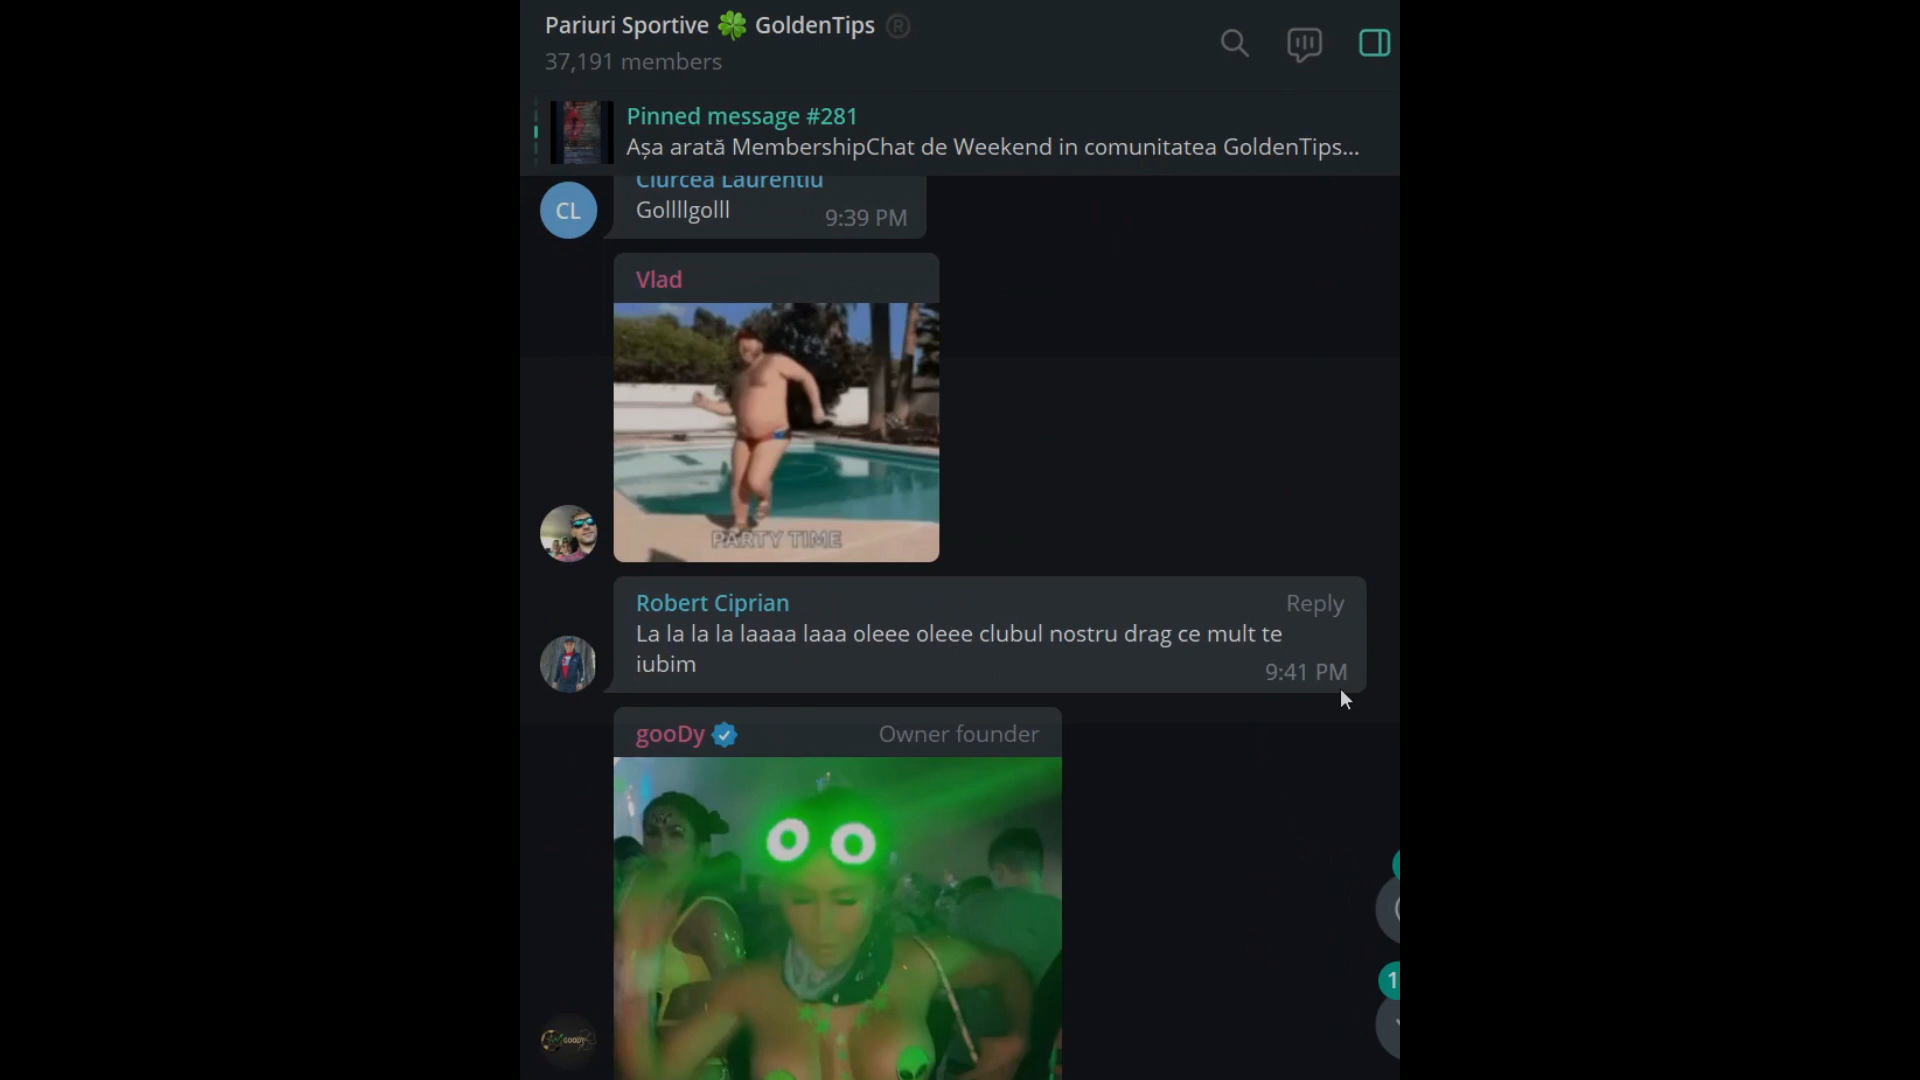 Pariuri Sportive 🍀 GoldenTips ®
37,191 members
Pinned message #281
Așa arată MembershipChat de Weekend in comunitatea GoldenTips...
Ciurcea Laurentiu
CL
Gollllgolll
9:39 PM
Vlad
PARTY TIME
Robert Ciprian
Reply
La la la la laaaa laaa oleee oleee clubul nostru drag ce mult te
iubim
9:41 PM
gooDy
Owner founder
GOODY
1